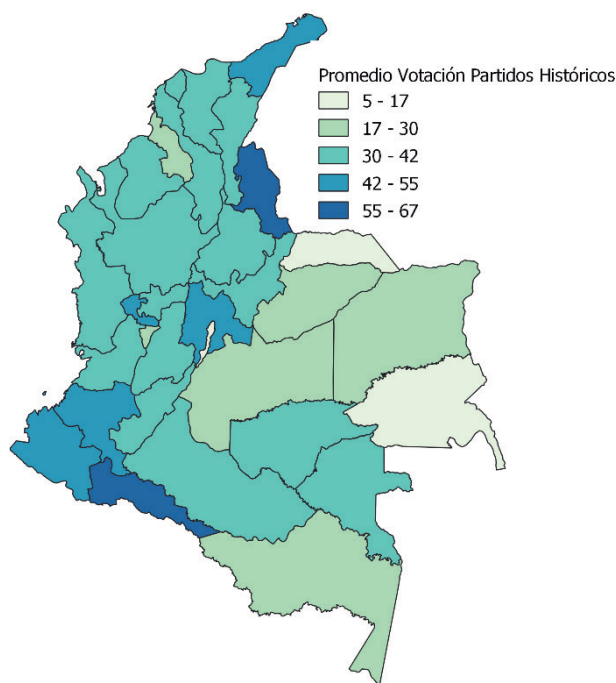 Promedio Votación Partidos Históricos
5 - 17
17 - 30
30 - 42
42 - 55
55 - 67